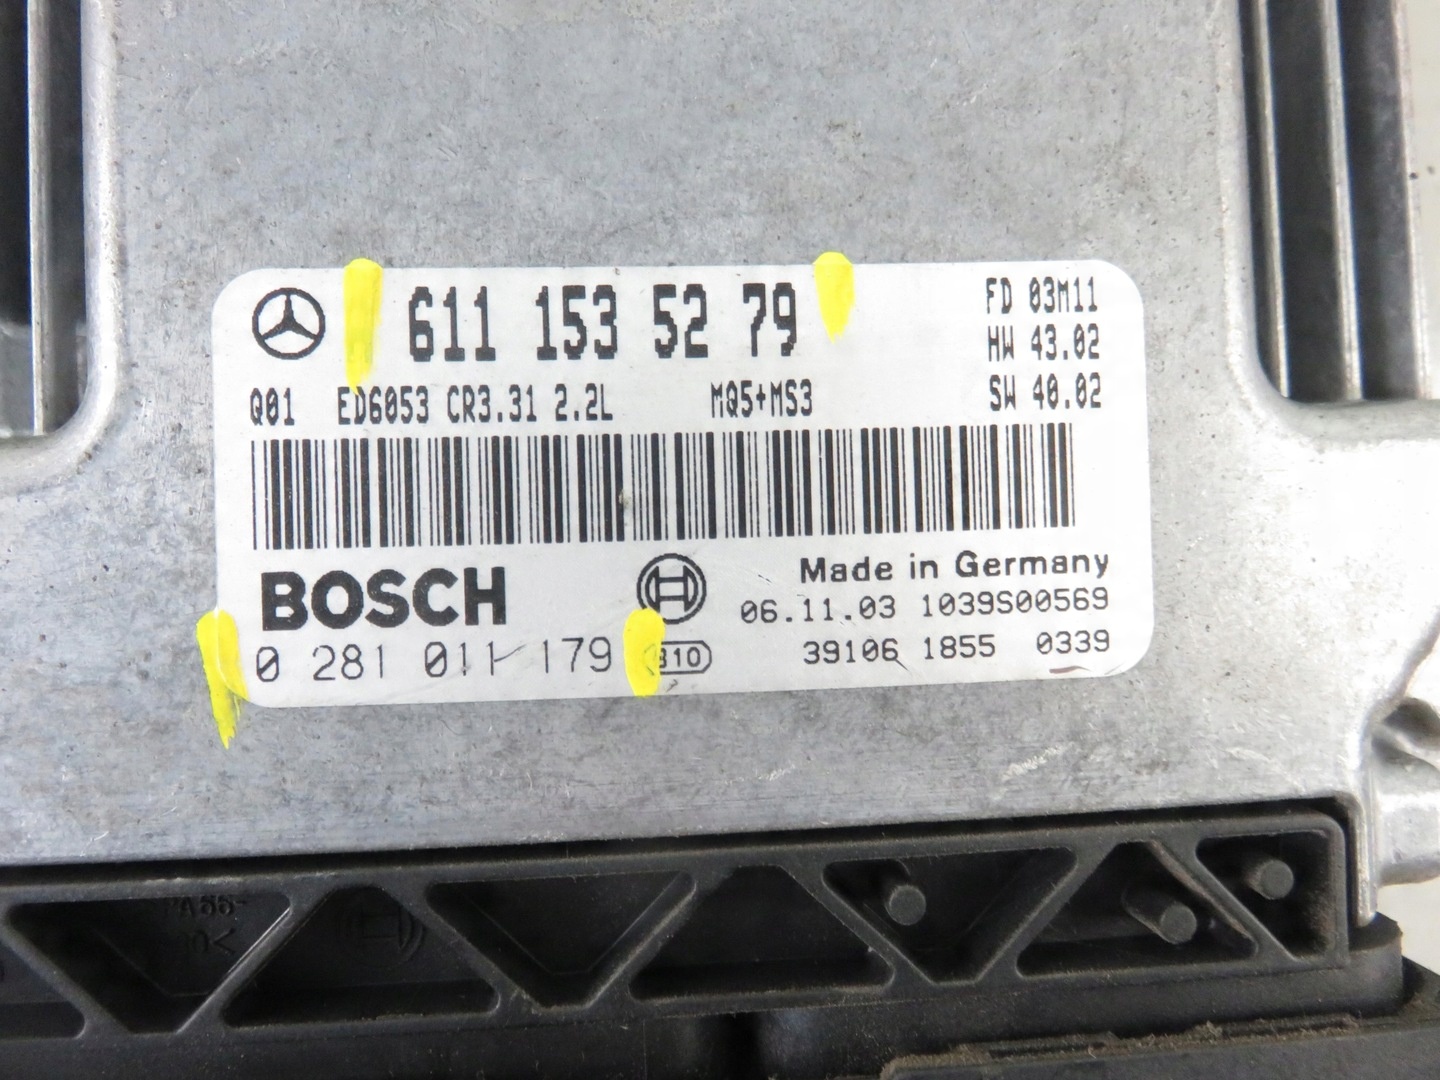 611 153 52 79
FD 03M11
HW 43.02
Q01 ED6053 CR3.31 2.2L MQ5+MS3 SW 40.02
BOSCH
Made in Germany
06.11.03 1039S00569
0 281 011 179
391061 1855 0339